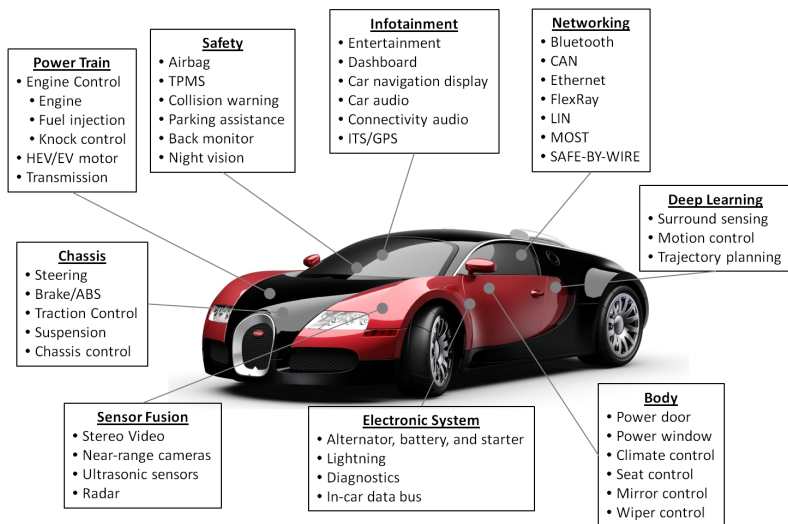 Power Train
• Engine Control
• Engine
• Fuel injection
• Knock control
• HEV/EV motor
• Transmission
Safety
• Airbag
• TPMS
• Collision warning
• Parking assistance
• Back monitor
• Night vision
Infotainment
• Entertainment
• Dashboard
• Car navigation display
• Car audio
• Connectivity audio
• ITS/GPS
Networking
• Bluetooth
• CAN
• Ethernet
• FlexRay
• LIN
• MOST
• SAFE-BY-WIRE
Deep Learning
• Surround sensing
• Motion control
• Trajectory planning
Chassis
• Steering
• Brake/ABS
• Traction Control
• Suspension
• Chassis control
Sensor Fusion
• Stereo Video
• Near-range cameras
• Ultrasonic sensors
• Radar
Electronic System
• Alternator, battery, and starter
• Lightning
• Diagnostics
• In-car data bus
Body
• Power door
• Power window
• Climate control
• Seat control
• Mirror control
• Wiper control